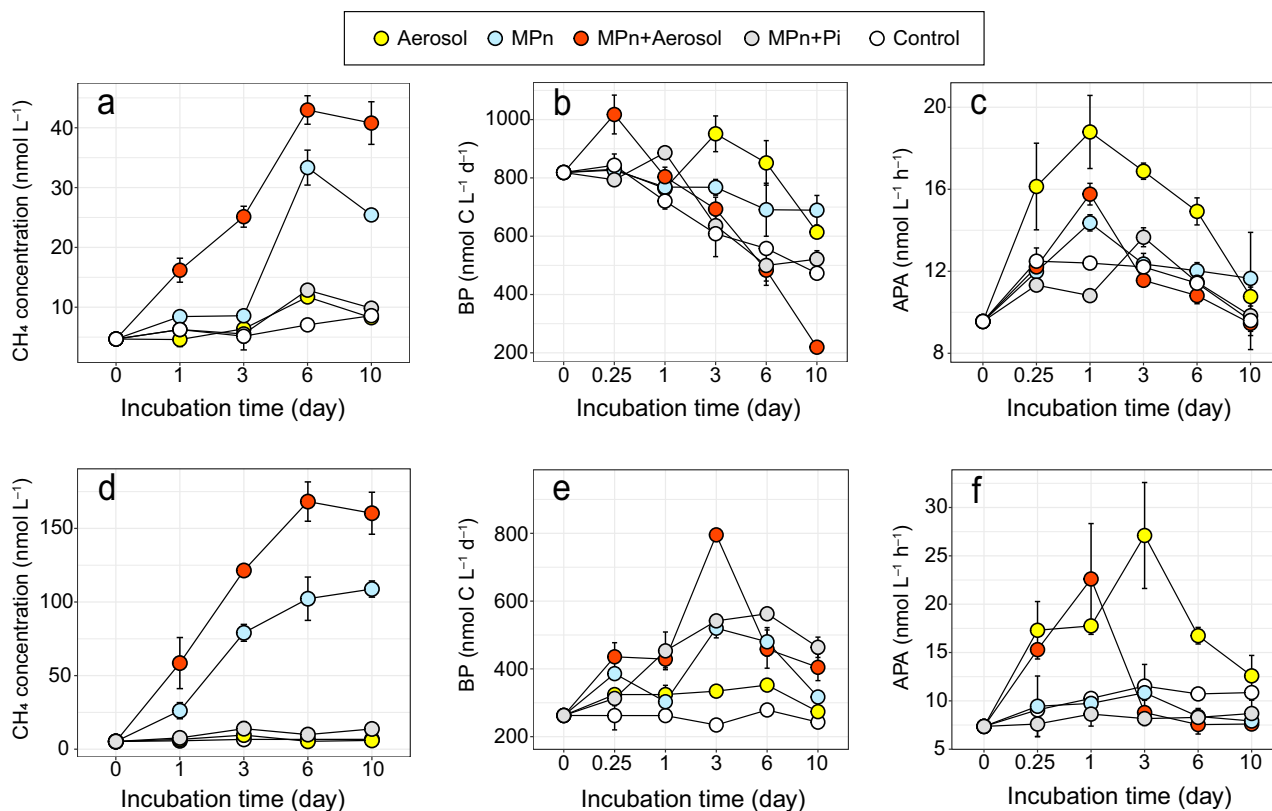 Aerosol MPn MPn+Aerosol MPn+Pi Control
a
CH₄ concentration (nmol L⁻¹)
40
30
20
10
0 1 3 6 10
Incubation time (day)
b
BP (nmol C L⁻¹ d⁻¹)
1000
800
600
400
200
0 0.25 1 3 6 10
Incubation time (day)
c
APA (nmol L⁻¹ h⁻¹)
20
16
12
8
0 0.25 1 3 6 10
Incubation time (day)
d
CH₄ concentration (nmol L⁻¹)
150
100
50
0
0 1 3 6 10
Incubation time (day)
e
BP (nmol C L⁻¹ d⁻¹)
800
600
400
200
0 0.25 1 3 6 10
Incubation time (day)
f
APA (nmol L⁻¹ h⁻¹)
30
25
20
15
10
5
0 0.25 1 3 6 10
Incubation time (day)